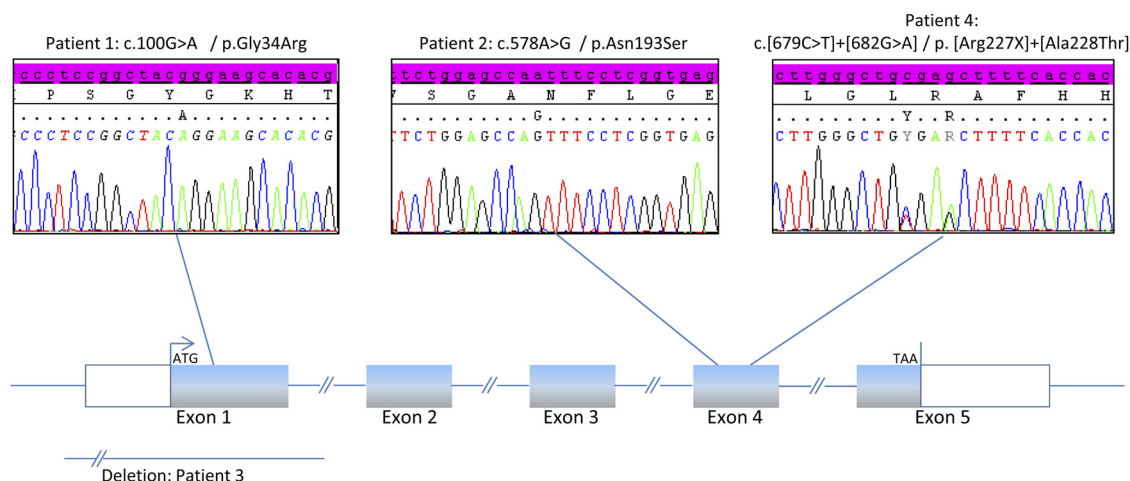 Patient 1: c.100G>A / p.Gly34Arg
Patient 2: c.578A>G / p.Asn193Ser
Patient 4:
c.[679C>T]+[682G>A] / p. [Arg227X]+[Ala228Thr]
ccctccggctacgggaagcacacg
P S G Y G K H T
A
CCCTCCGGCTACAGGAAGCACACG
ttctggagccaatttcctcggtgag
S G A N F L G E
G
TTCTGGAGCCAGTTTCCTCGGTGAG
cttgggctgcgagcttttcaccac
L G L R A F H H
Y R
CTTGGGCTGYGARCTTTTCACCAC
ATG
TAA
Exon 1
Exon 2
Exon 3
Exon 4
Exon 5
Deletion: Patient 3